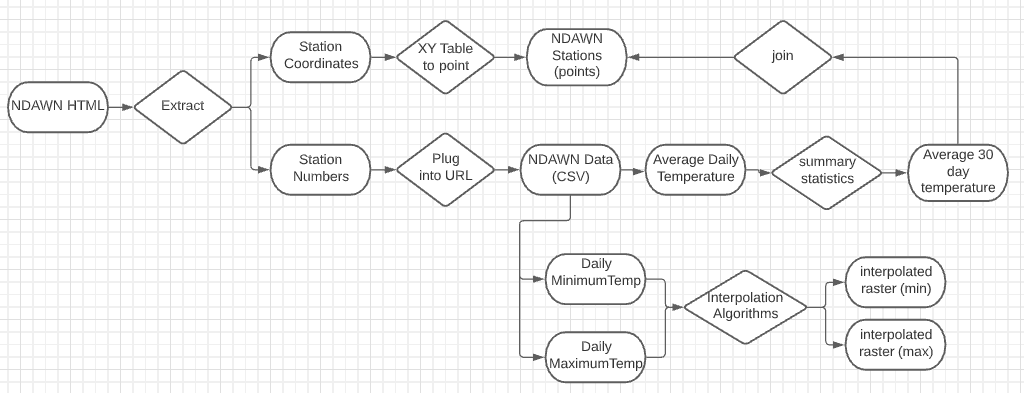 Station
Coordinates
XY Table
to point
NDAWN
Stations
(points)
join
NDAWN HTML
Extract
Station
Numbers
Plug
into URL
NDAWN Data
(CSV)
Average Daily
Temperature
summary
statistics
Average 30
day
temperature
Daily
MinimumTemp
Interpolation
Algorithms
interpolated
raster (min)
Daily
MaximumTemp
interpolated
raster (max)